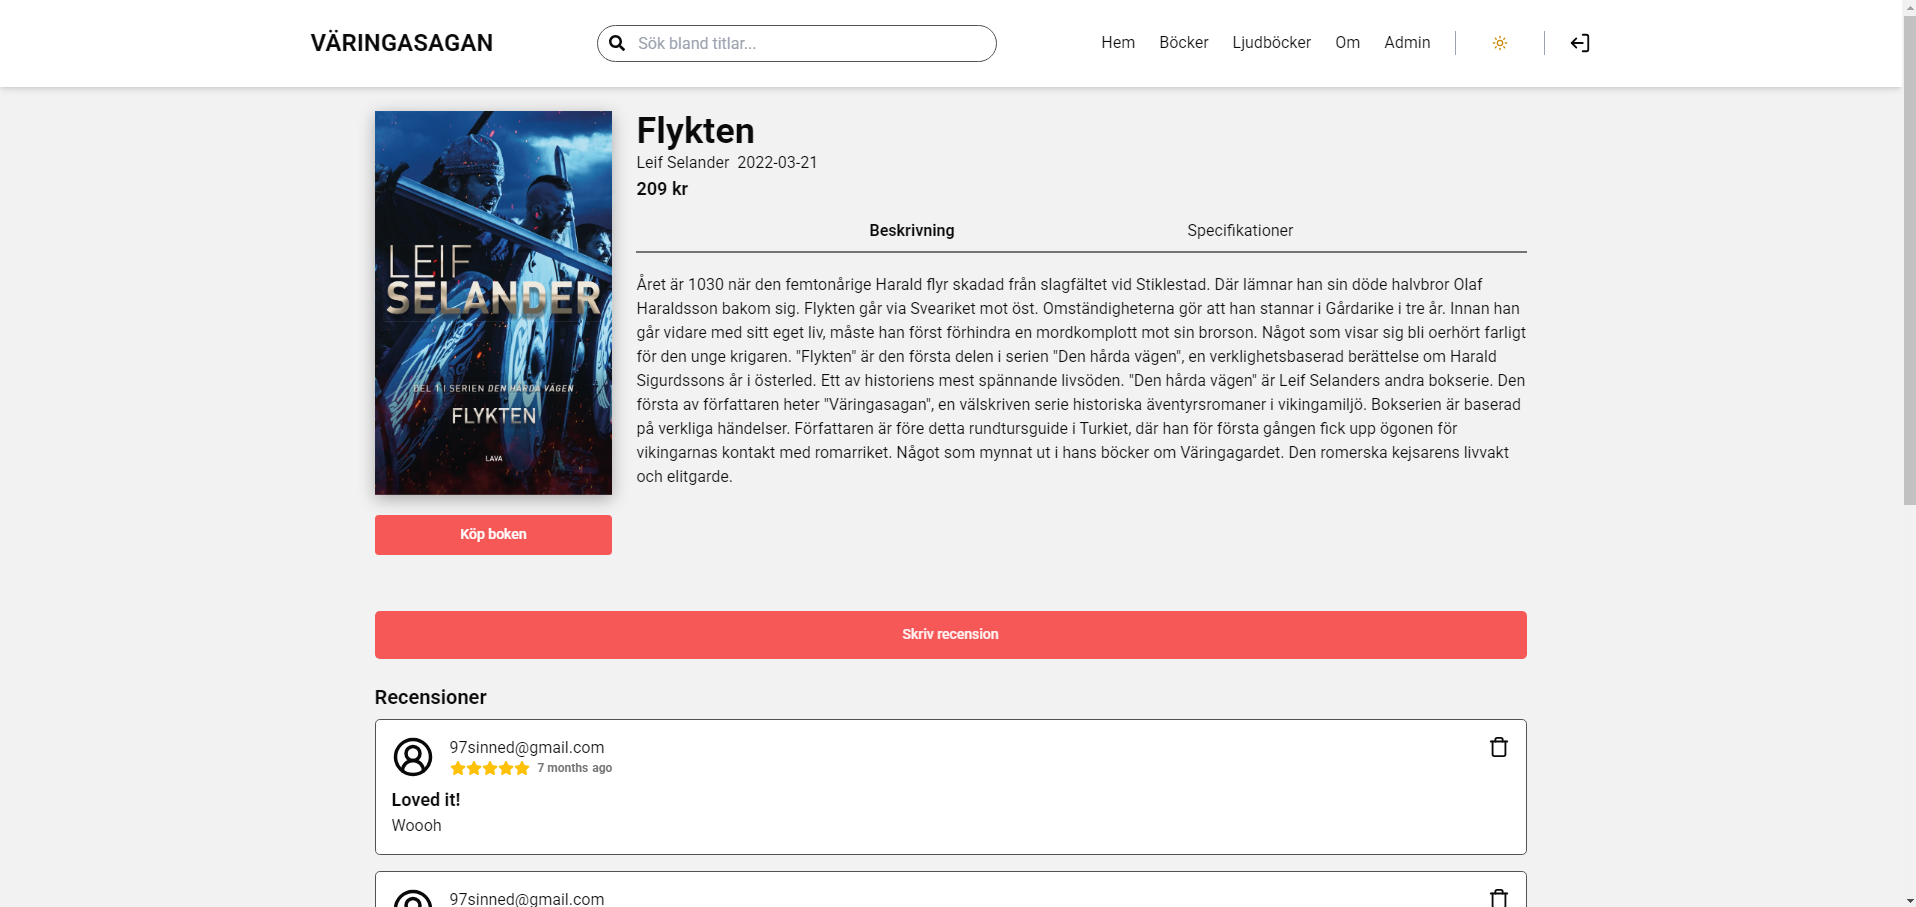 VÄRINGASAGAN
Sök bland titlar...
Hem Böcker Ljudböcker Om Admin
LEIF
SELANDER
DEL 1 I SERIEN DEN HÅRDA VÄGEN
FLYKTEN
LAVA
Köp boken
Flykten
Leif Selander 2022-03-21
209 kr
Beskrivning Specifikationer
Året är 1030 när den femtonårige Harald flyr skadad från slagfältet vid Stiklestad. Där lämnar han sin döde halvbror Olaf
Haraldsson bakom sig. Flykten går via Sveariket mot öst. Omständigheterna gör att han stannar i Gårdarike i tre år. Innan han
går vidare med sitt eget liv, måste han först förhindra en mordkomplott mot sin brorson. Något som visar sig bli oerhört farligt
för den unge krigaren. "Flykten" är den första delen i serien "Den hårda vägen", en verklighetsbaserad berättelse om Harald
Sigurdssons år i österled. Ett av historiens mest spännande livsöden. "Den hårda vägen" är Leif Selanders andra bokserie. Den
första av författaren heter "Väringasagan", en välskriven serie historiska äventyrsromaner i vikingamiljö. Bokserien är baserad
på verkliga händelser. Författaren är före detta rundtursguide i Turkiet, där han för första gången fick upp ögonen för
vikingarnas kontakt med romarriket. Något som mynnat ut i hans böcker om Väringagardet. Den romerska kejsarens livvakt
och elitgarde.
Skriv recension
Recensioner
97sinned@gmail.com
7 months ago
Loved it!
Woooh
97sinned@gmail.com